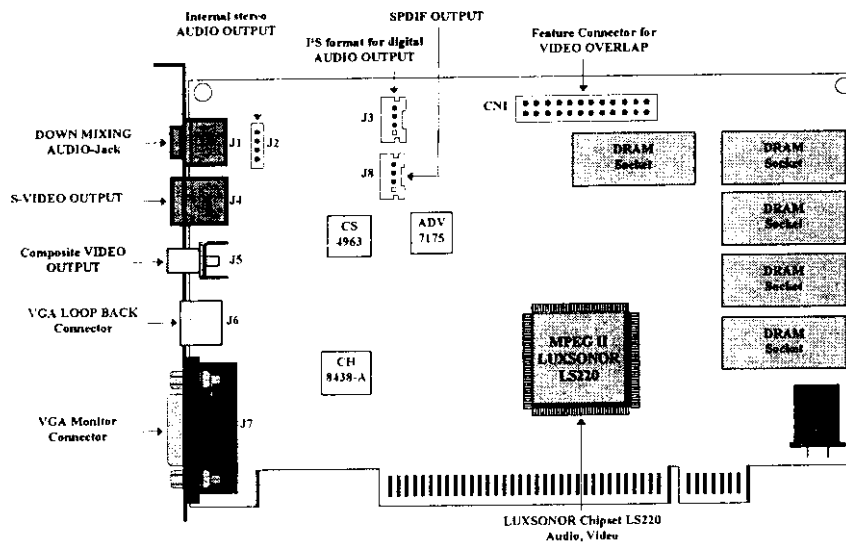 Internal stereo
AUDIO OUTPUT
SPDIF OUTPUT
I²S format for digital
AUDIO OUTPUT
Feature Connector for
VIDEO OVERLAP
CN1
J3
J8
DOWN MIXING
AUDIO-Jack
J1
J2
S-VIDEO OUTPUT
J4
Composite VIDEO
OUTPUT
J5
VGA LOOP BACK
Connector
J6
VGA Monitor
Connector
J7
CS
4963
ADV
7175
CH
8438-A
DRAM
Socket
DRAM
Socket
DRAM
Socket
DRAM
Socket
DRAM
Socket
MPEG II
LUXSONOR
LS220
LUXSONOR Chipset LS220
Audio, Video